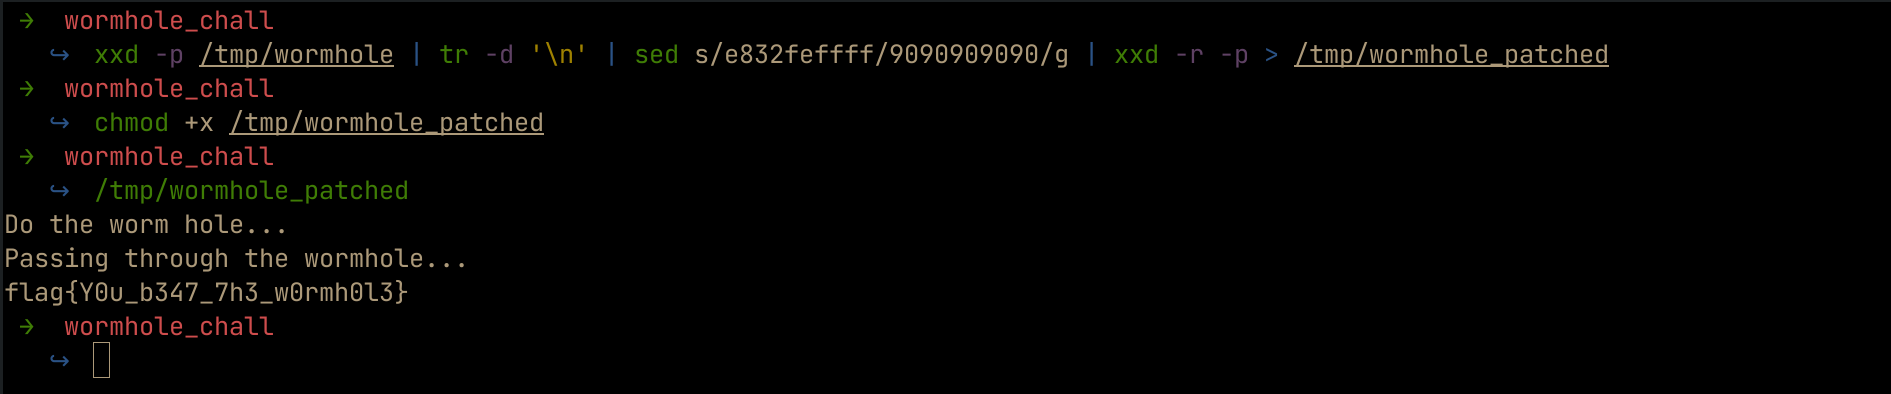 → wormhole_chall
↪ xxd -p /tmp/wormhole | tr -d '\n' | sed s/e832feffff/9090909090/g | xxd -r -p > /tmp/wormhole_patched
→ wormhole_chall
↪ chmod +x /tmp/wormhole_patched
→ wormhole_chall
↪ /tmp/wormhole_patched
Do the worm hole...
Passing through the wormhole...
flag{Y0u_b347_7h3_w0rmh0l3}
→ wormhole_chall
↪